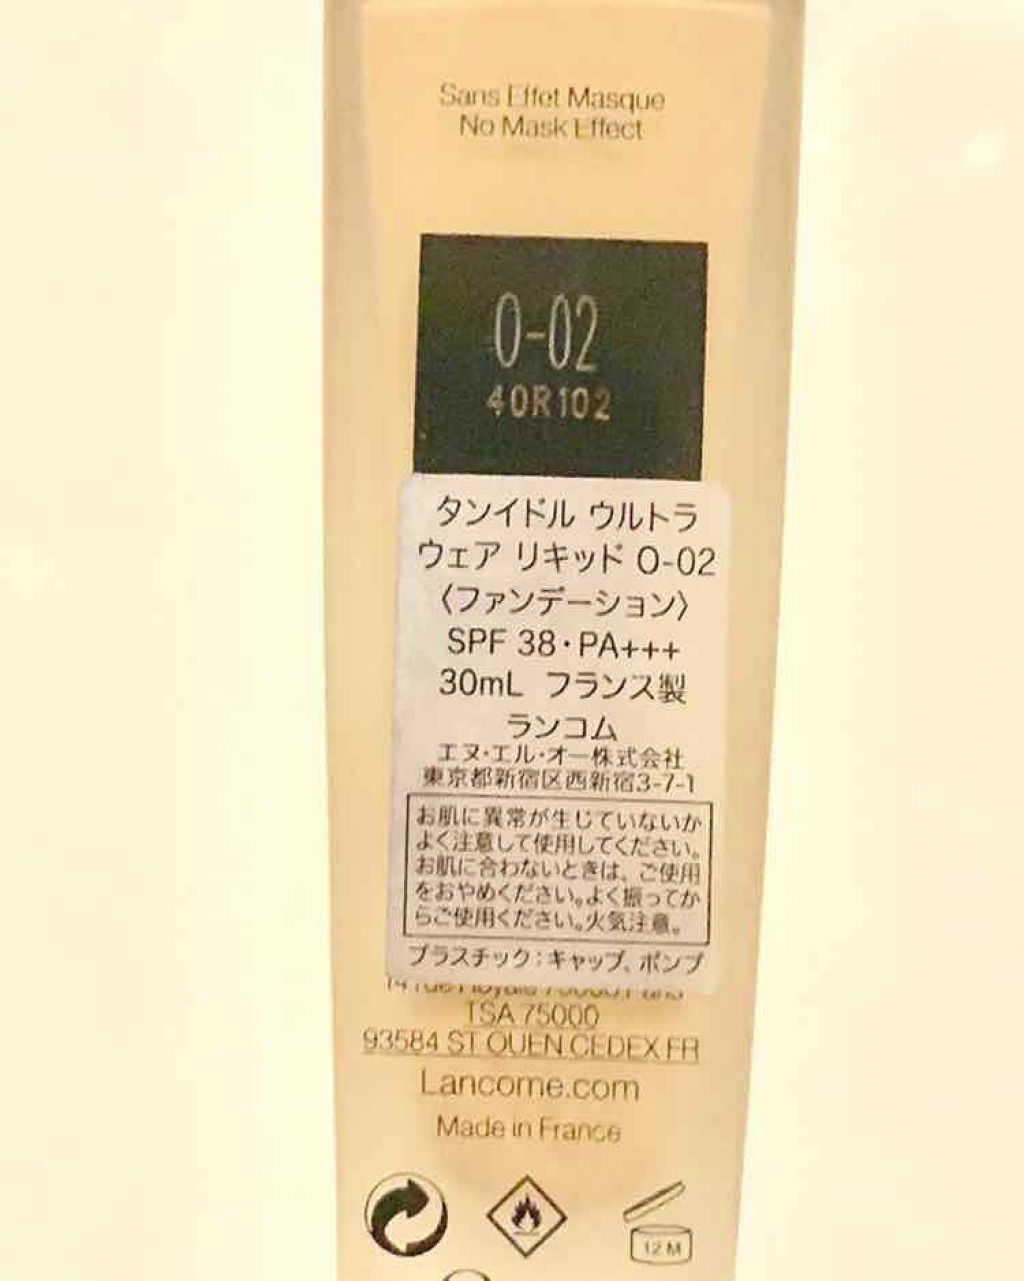 Sans Effet Masque
No Mask Effect
O-02
40R102
タンイドル ウルトラ
ウェア リキッド O-02
〈ファンデーション〉
SPF 38・PA+++
30mL フランス製
ランコム
エヌ・エル・オー株式会社
東京都新宿区西新宿3-7-1
お肌に異常が生じていないか
よく注意して使用してください。
お肌に合わないときは、ご使用
をおやめください。よく振ってか
らご使用ください。火気注意。
プラスチック：キャップ、ポンプ
TSA 75000
93584 ST OUEN CEDEX FR
Lancome.com
Made in France
12 M